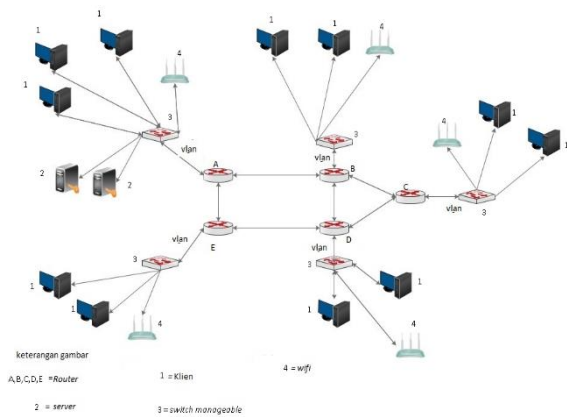 1
1
4
1
1
4
1
1
4
1
3
3
vlan
vlan
A
B
C
2
2
vlan
3
vlan
E
vlan
D
3
3
1
1
1
1
4
4
keterangan gambar
A,B,C,D,E =Router
1 = Klien
4 = wifi
2 = server
3 = switch manageable